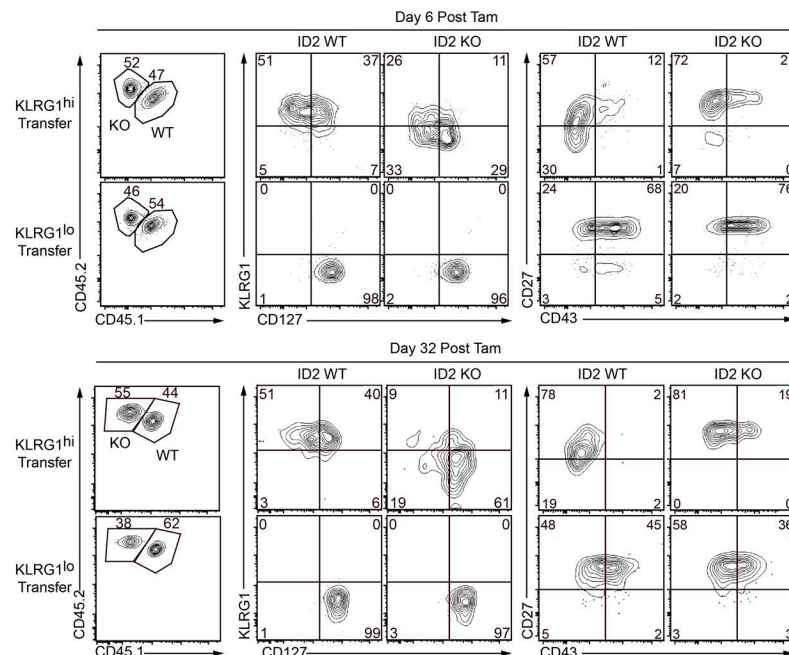 Day 6 Post Tam
ID2 WT ID2 KO ID2 WT ID2 KO
KLRG1hi
Transfer
52 47
KO WT
51 37 26 11 57 12 72 2
5 7 33 29 30 1 7 0
KLRG1lo
Transfer
46 54
0 0 0 0 24 68 20 76
1 98 2 96 3 5 2 2
CD45.2
CD45.1
KLRG1
CD127
CD27
CD43
Day 32 Post Tam
ID2 WT ID2 KO ID2 WT ID2 KO
KLRG1hi
Transfer
55 44
KO WT
51 40 9 11 78 2 81 19
3 6 19 61 19 2 0 0
KLRG1lo
Transfer
38 62
0 0 0 0 48 45 58 36
1 99 3 97 5 2 3 3
CD45.2
CD45.1
KLRG1
CD127
CD27
CD43